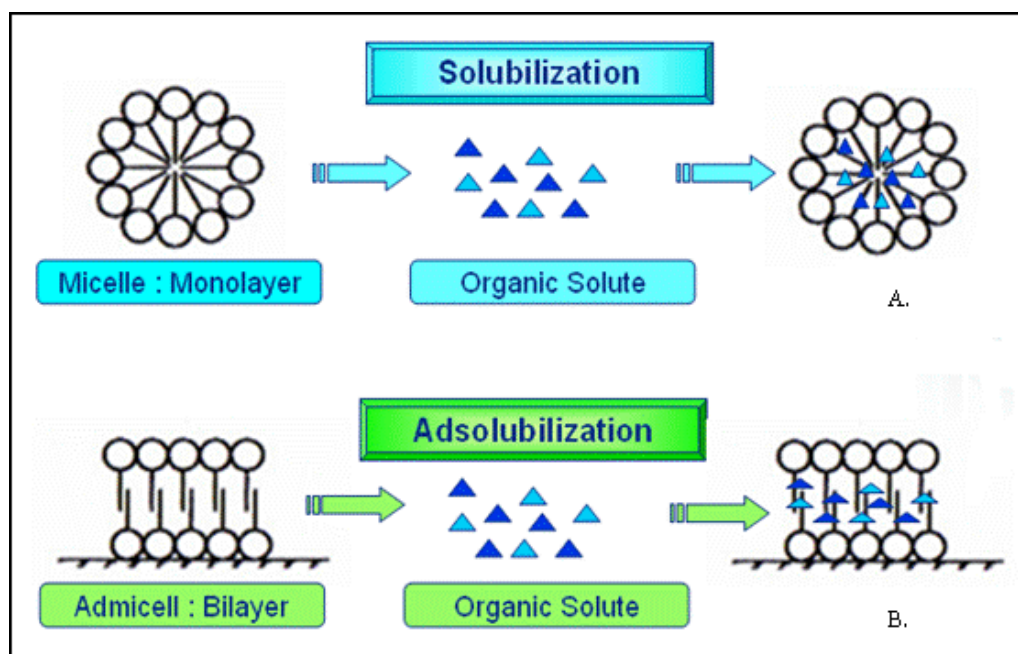 Solubilization
Micelle : Monolayer
Organic Solute
A.
Adsolubilization
Admicell : Bilayer
Organic Solute
B.